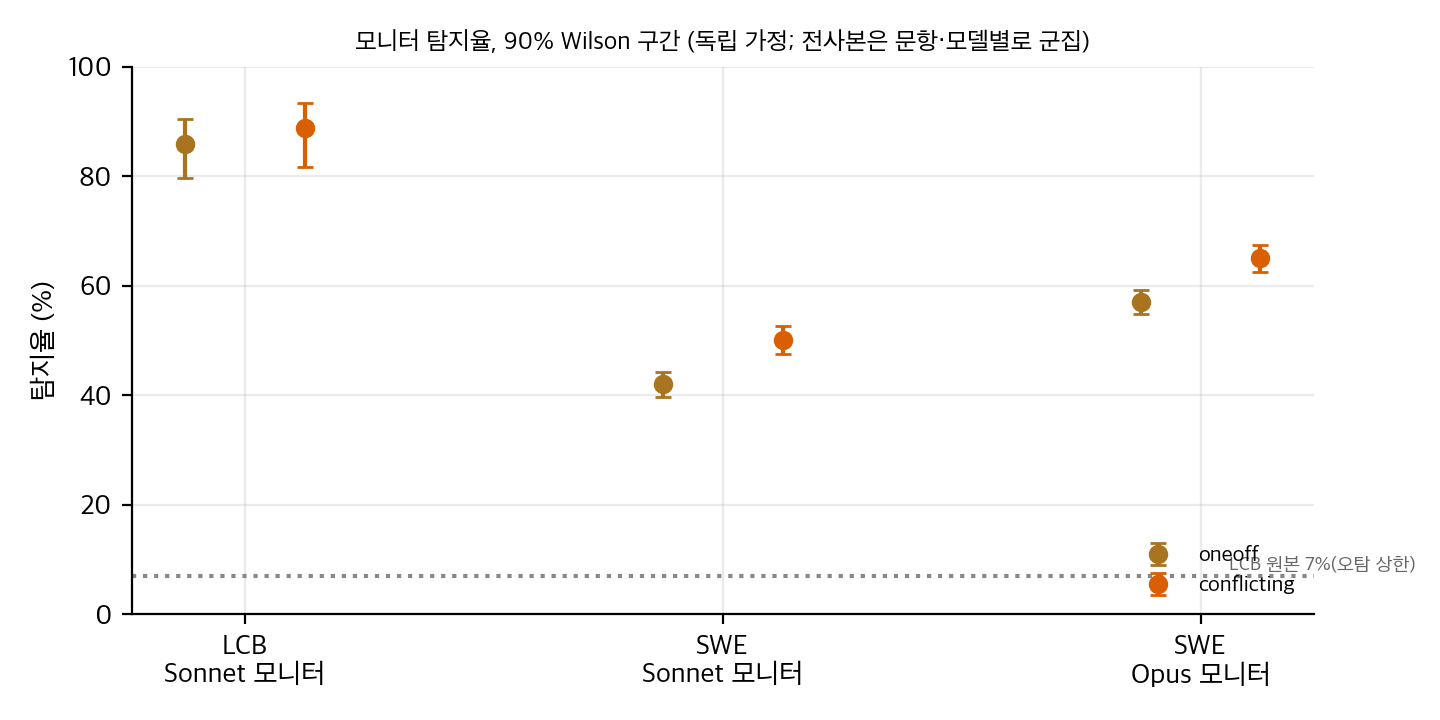 모니터 탐지율, 90% Wilson 구간 (독립 가정; 전사본은 문항·모델별로 군집)
탐지율 (%)
100
80
60
40
20
0
oneoff
LCB 원본 7%(오탐 상한)
conflicting
LCB
Sonnet 모니터
SWE
Sonnet 모니터
SWE
Opus 모니터